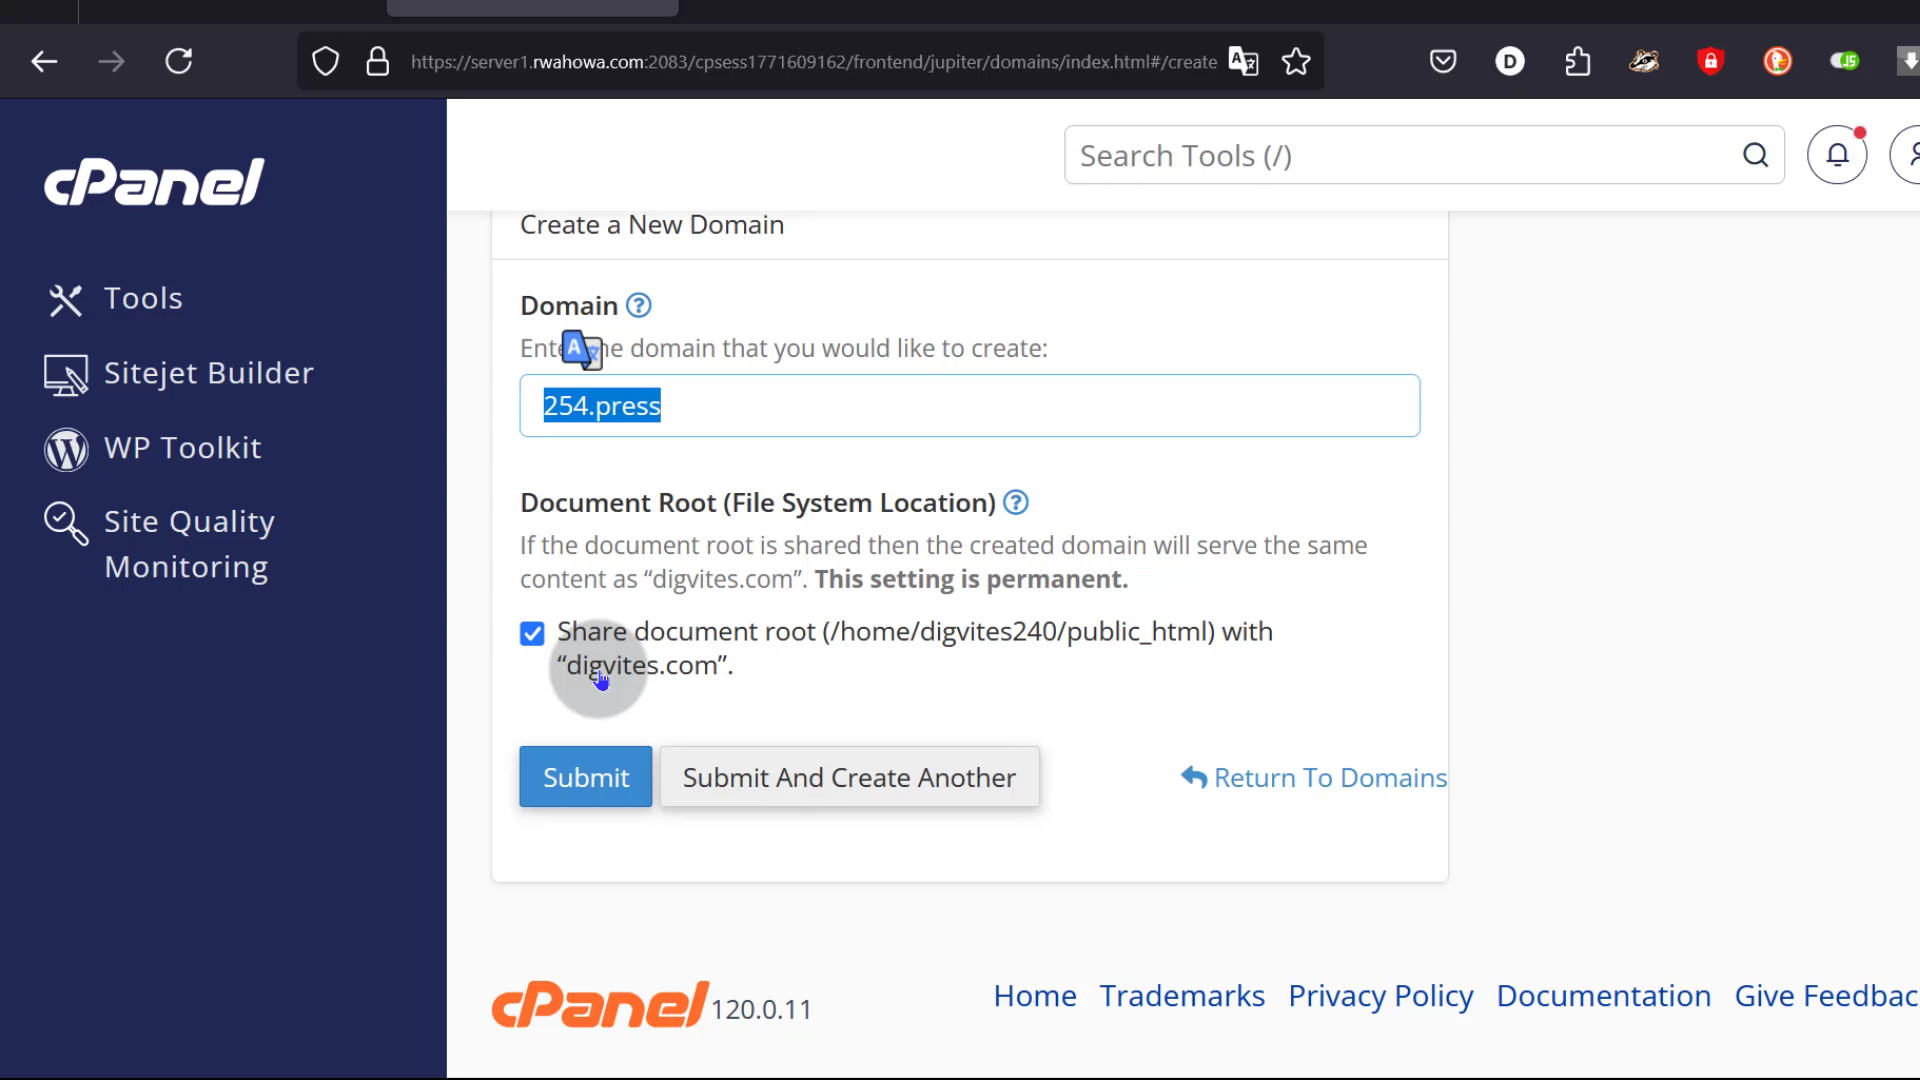 https://server1.rwahowa.com:2083/cpsess1771609162/frontend/jupiter/domains/index.html#/create
D
JS
cPanel
Search Tools (/)
Tools
Sitejet Builder
WP Toolkit
Site Quality
Monitoring
Create a New Domain
Domain ?
Enter the domain that you would like to create:
254.press
Document Root (File System Location) ?
If the document root is shared then the created domain will serve the same
content as “digvites.com”. This setting is permanent.
Share document root (/home/digvites240/public_html) with
“digvites.com”.
Submit
Submit And Create Another
Return To Domains
cPanel 120.0.11
Home
Trademarks
Privacy Policy
Documentation
Give Feedbac